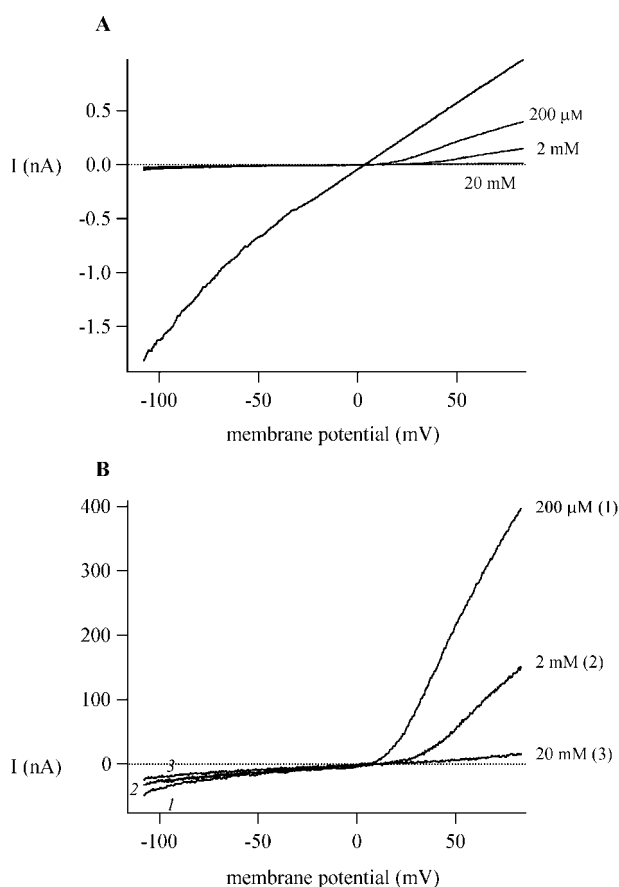 A
0.5
0.0
-0.5
-1.0
-1.5
I (nA)
200 µM
2 mM
20 mM
-100 -50 0 50
membrane potential (mV)
B
400
300
200
100
0
I (nA)
200 µM (1)
2 mM (2)
20 mM (3)
3
2
1
-100 -50 0 50
membrane potential (mV)